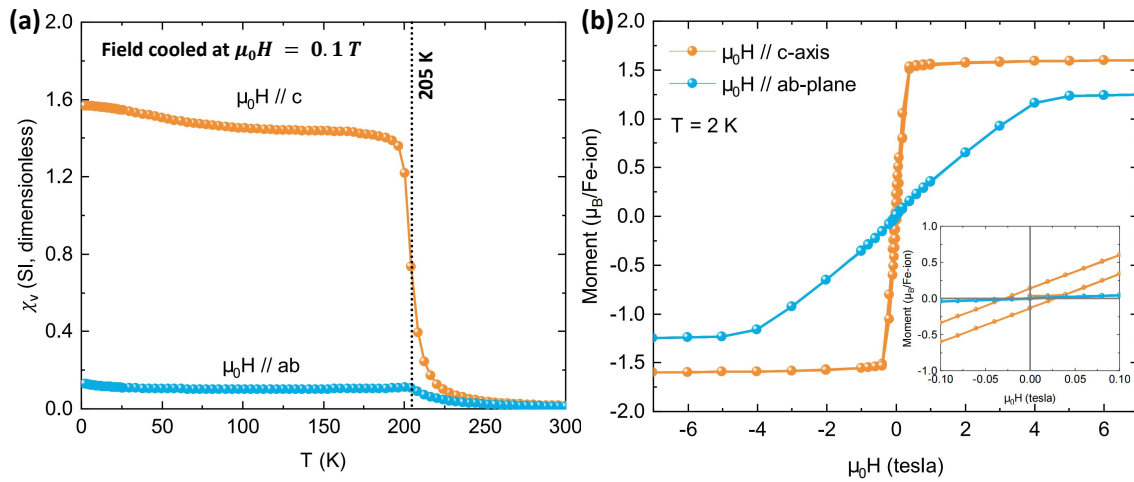 (a)
Field cooled at μ₀H = 0.1 T
205 K
μ₀H // c
μ₀H // ab
χᵥ (SI, dimensionless)
2.0
1.6
1.2
0.8
0.4
0.0
0 50 100 150 200 250 300
T (K)
(b)
μ₀H // c-axis
μ₀H // ab-plane
T = 2 K
Moment (μ_B/Fe-ion)
2.0
1.5
1.0
0.5
0.0
-0.5
-1.0
-1.5
-2.0
-6 -4 -2 0 2 4 6
μ₀H (tesla)
Moment (μ_B/Fe-ion)
1.0
0.5
0.0
-0.5
-1.0
-0.10 -0.05 0.00 0.05 0.10
μ₀H (tesla)